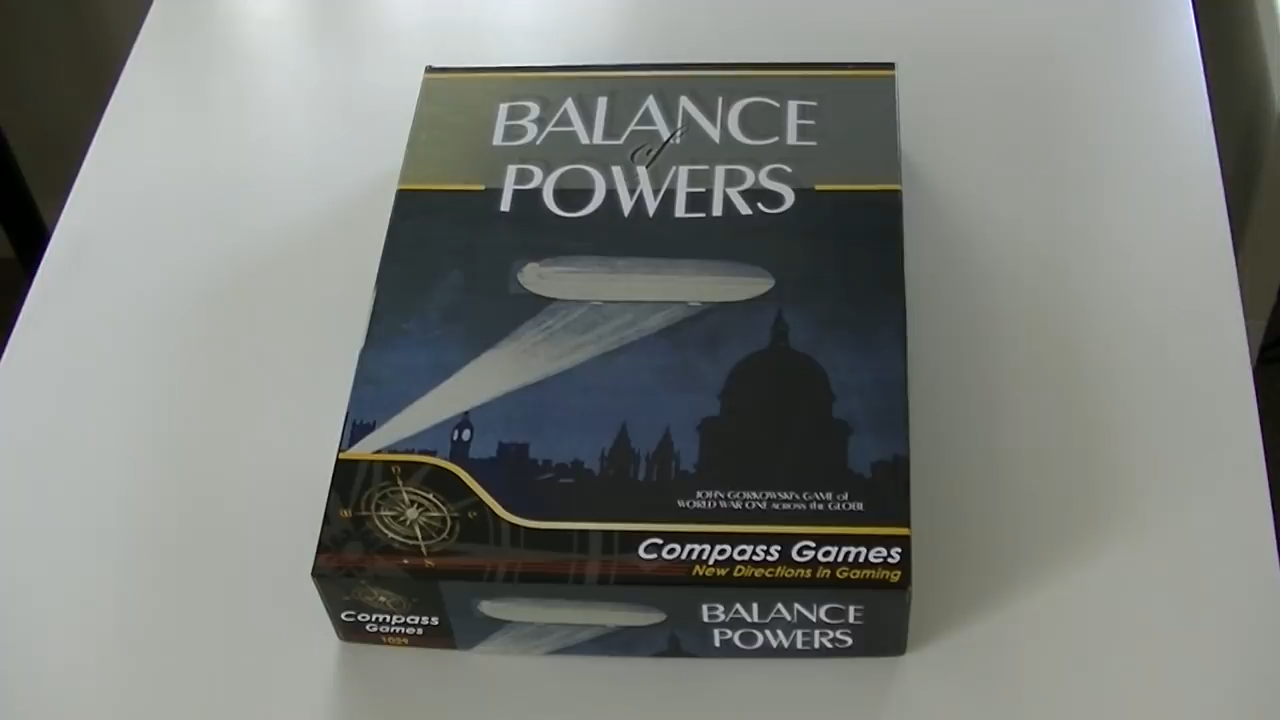 BALANCE
of
POWERS
JOHN GORKOWSKI's GAME of
WORLD WAR ONE ACROSS the GLOBE
Compass Games
New Directions in Gaming
Compass
Games
1029
BALANCE
POWERS